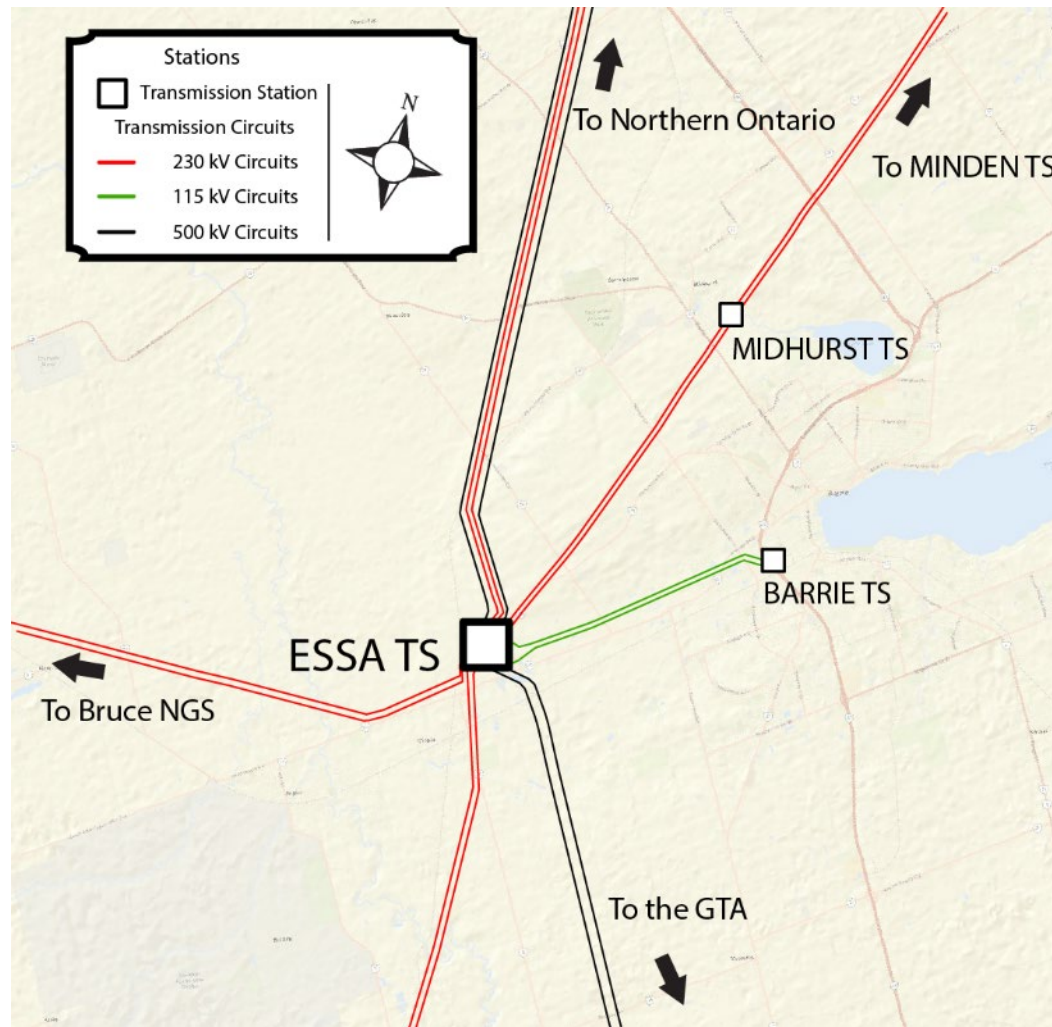 Stations
Transmission Station
Transmission Circuits
230 kV Circuits
115 kV Circuits
500 kV Circuits
N
To Northern Ontario
To MINDEN TS
MIDHURST TS
BARRIE TS
ESSA TS
To Bruce NGS
To the GTA